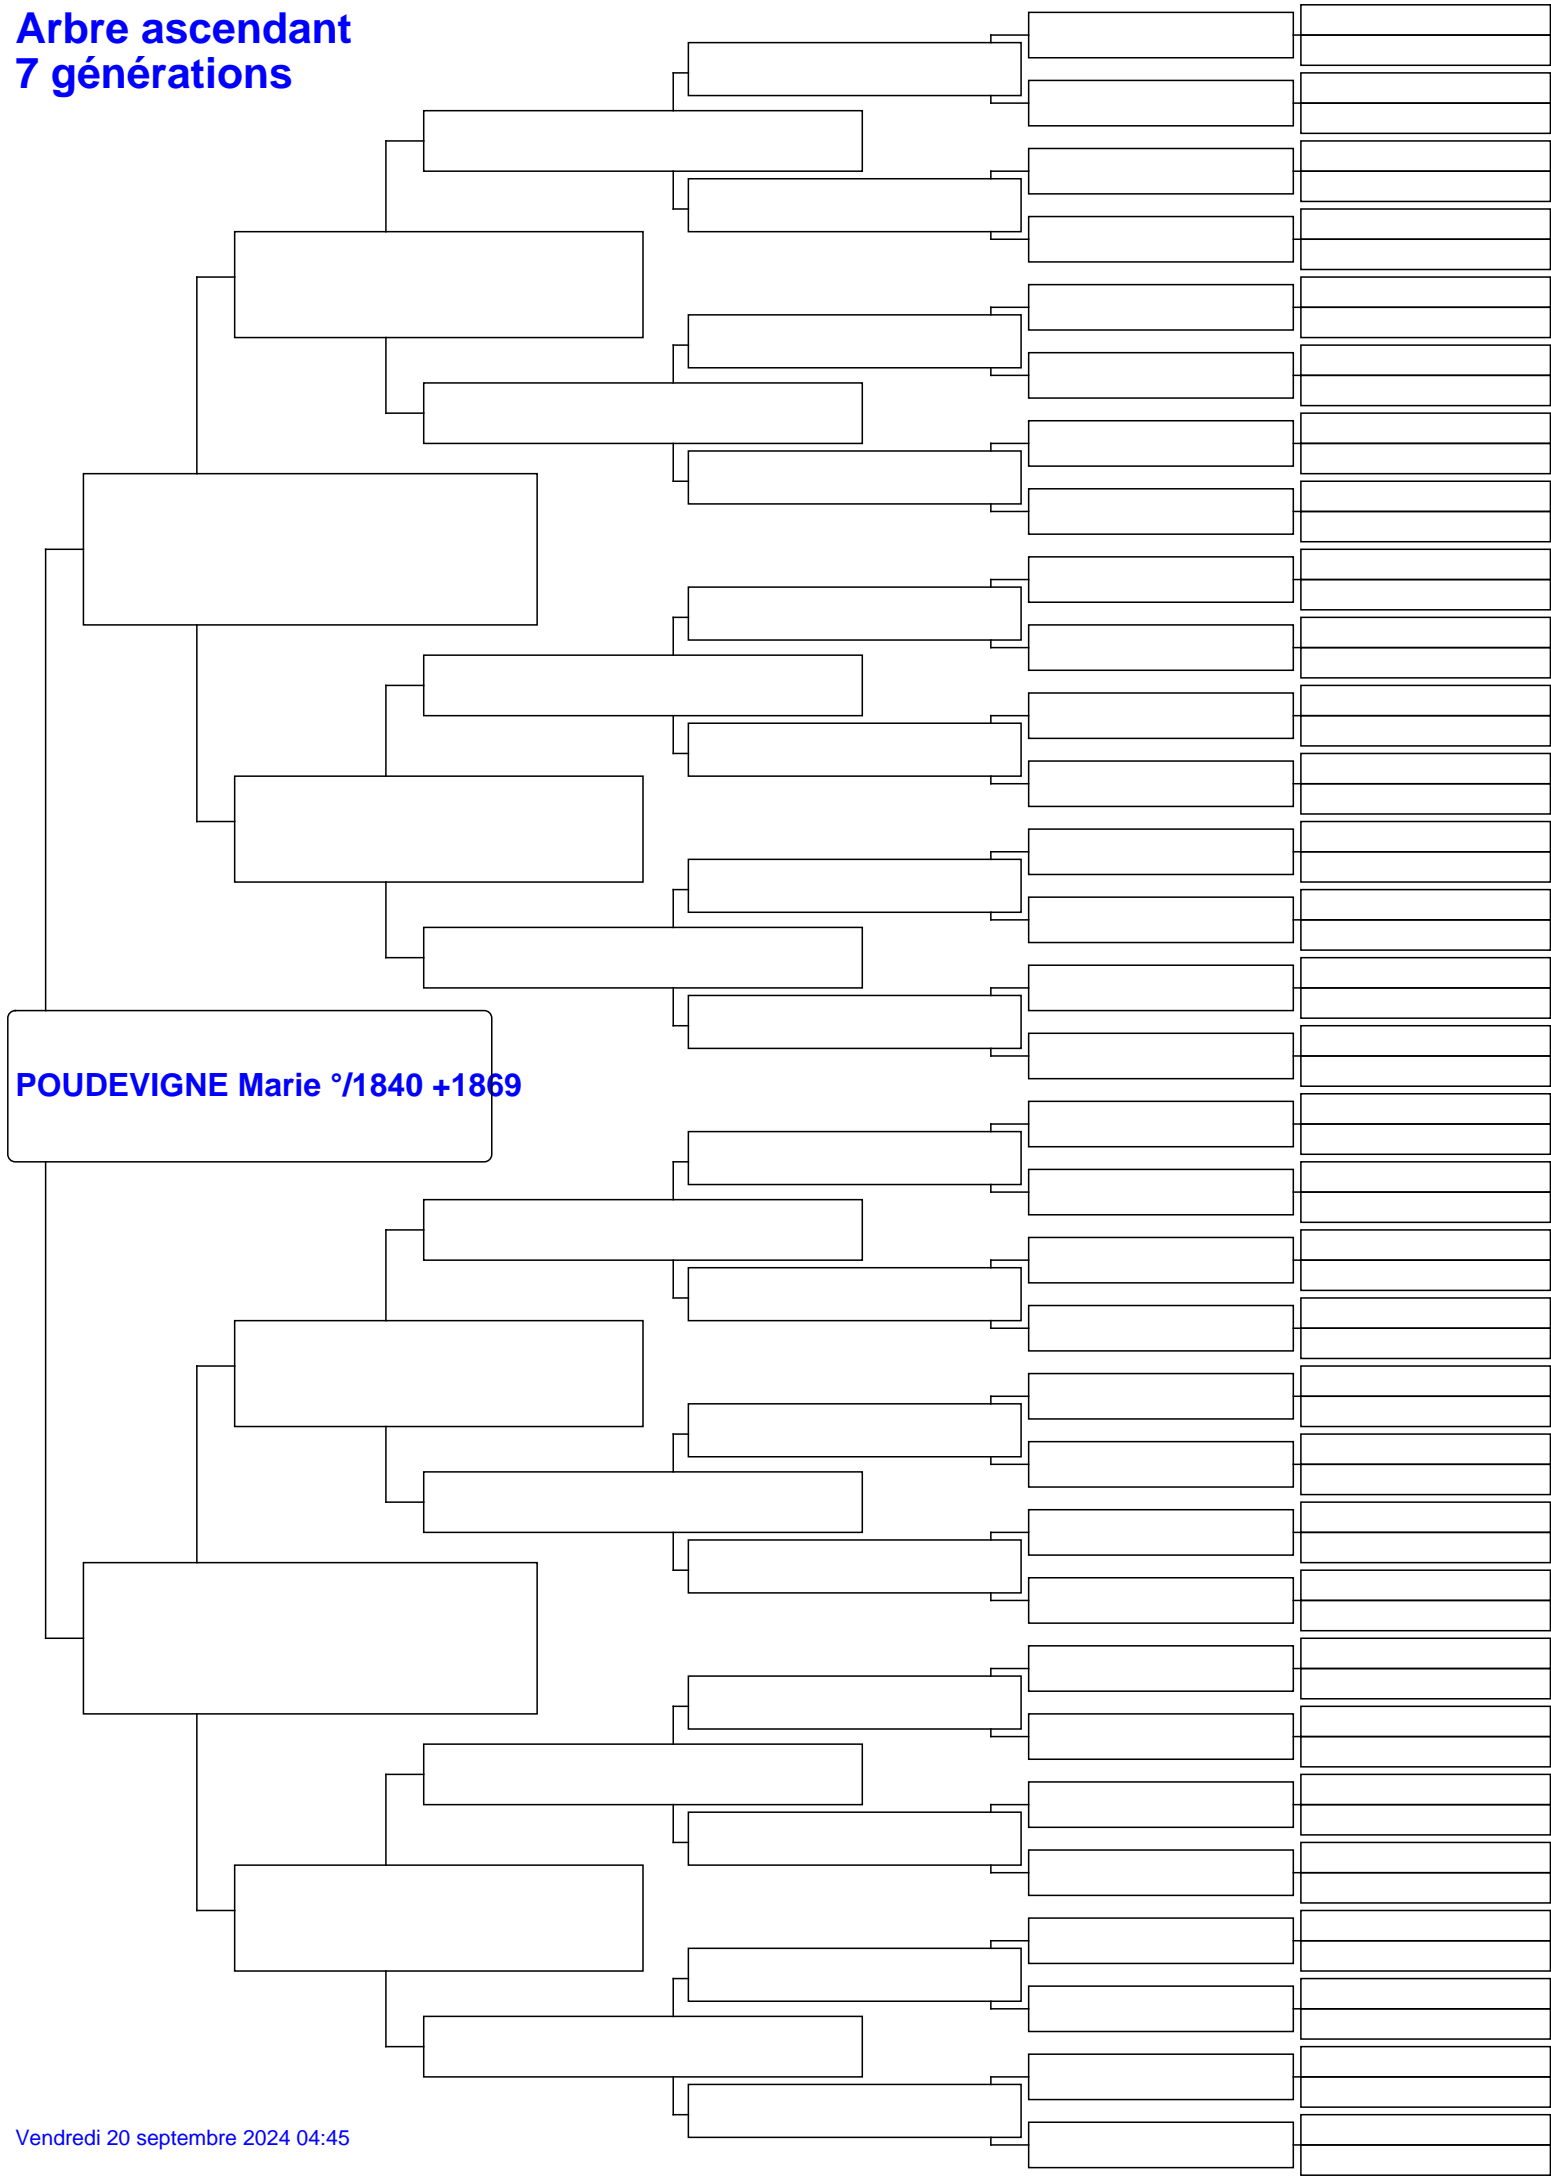 Arbre ascendant
7 générations
POUDEVIGNE Marie °/1840 +1869
Vendredi 20 septembre 2024 04:45